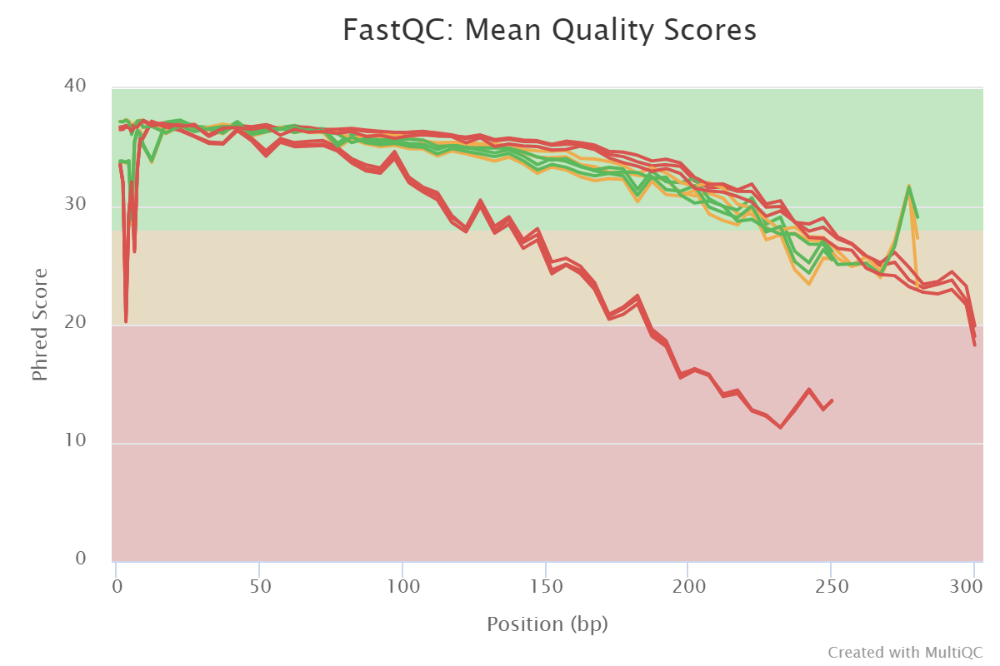 FastQC: Mean Quality Scores
40
30
20
10
0
Phred Score
0 50 100 150 200 250 300
Position (bp)
Created with MultiQC